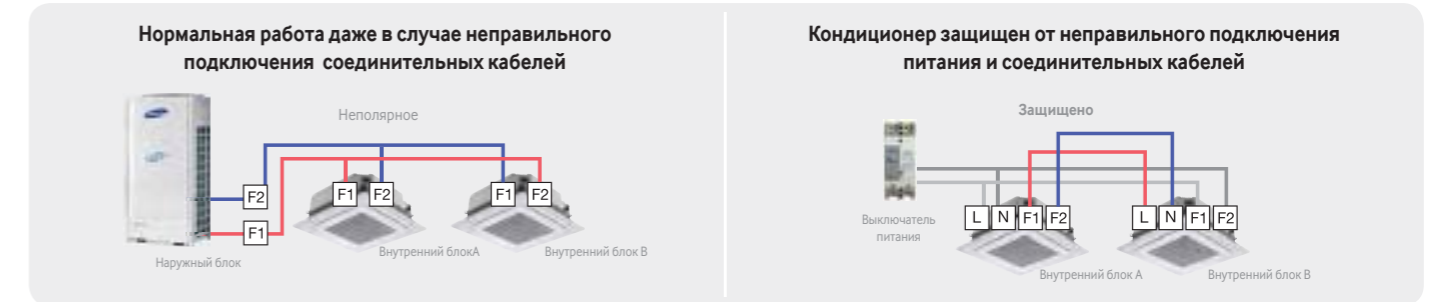 Нормальная работа даже в случае неправильного
подключения соединительных кабелей
Неполярное
F2
F1
F1 F2
F1 F2
Наружный блок
Внутренний блокA
Внутренний блок B
Кондиционер защищен от неправильного подключения
питания и соединительных кабелей
Защищено
L N F1 F2
L N F1 F2
Выключатель
питания
Внутренний блок A
Внутренний блок B